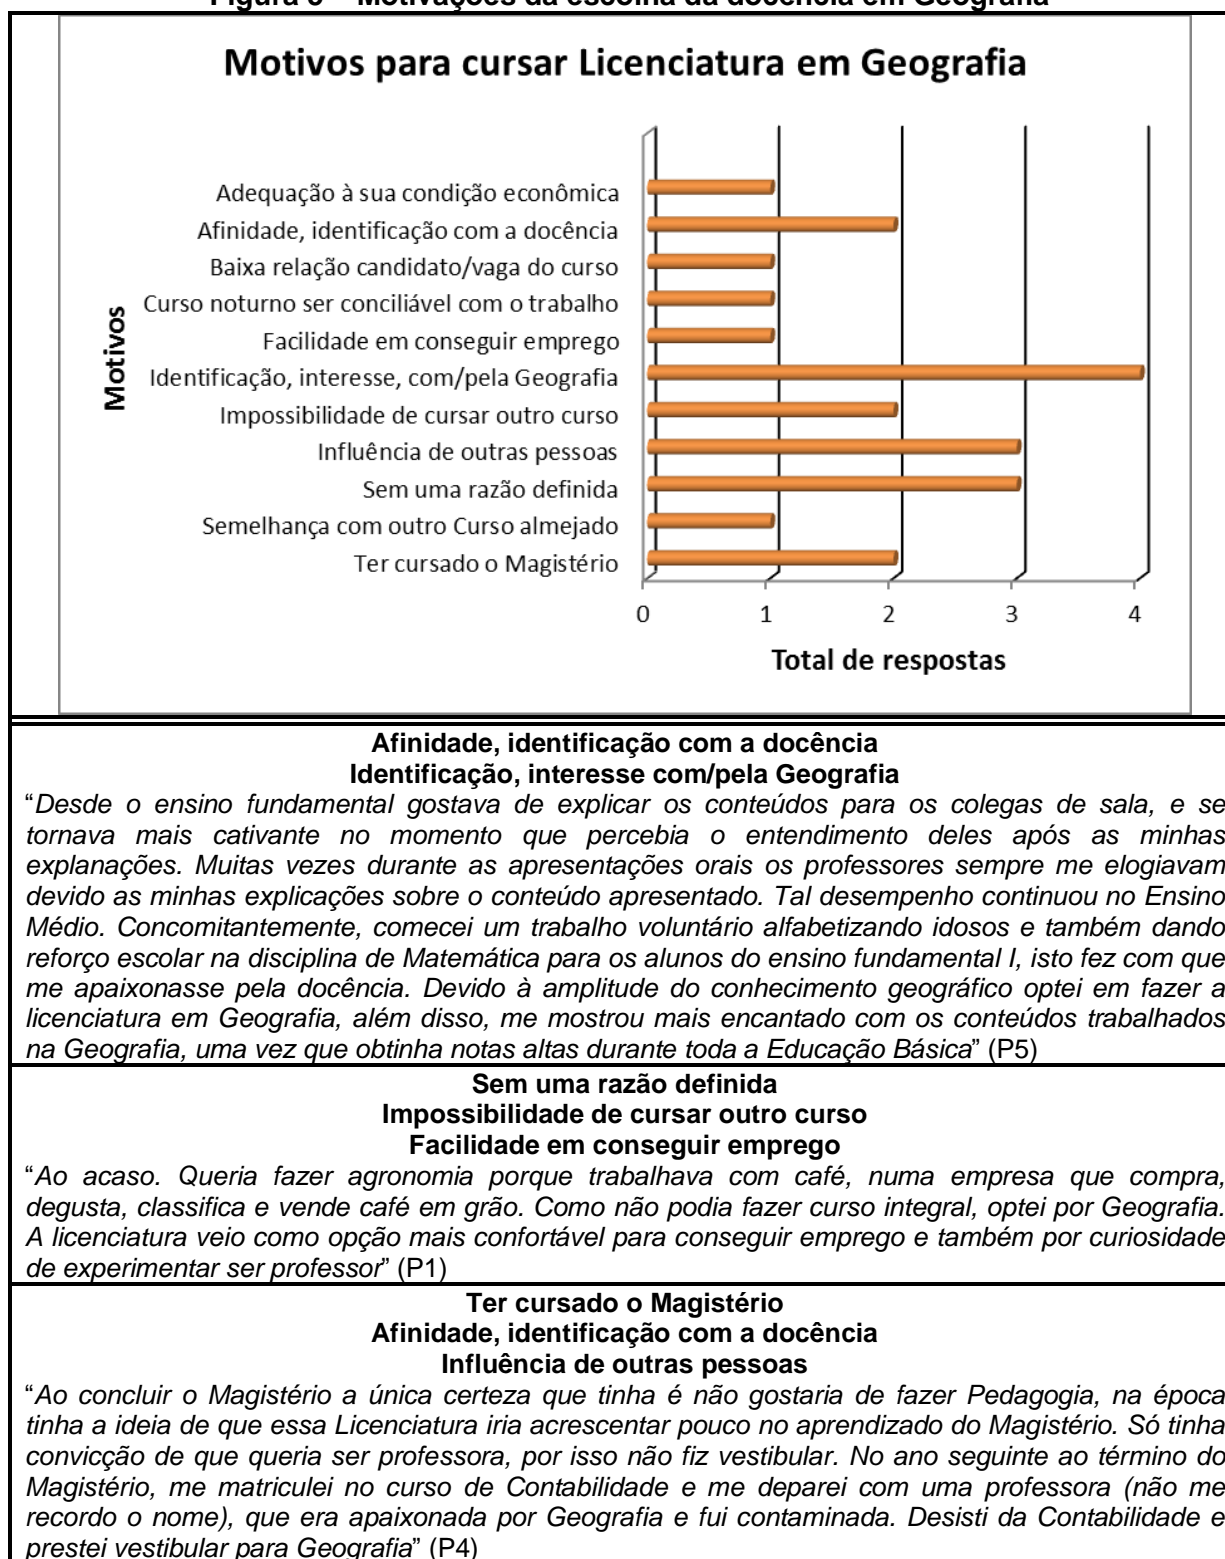 Motivações da escolha da docência em Geografia
Motivos para cursar Licenciatura em Geografia
Motivos
Adequação à sua condição econômica
Afinidade, identificação com a docência
Baixa relação candidato/vaga do curso
Curso noturno ser conciliável com o trabalho
Facilidade em conseguir emprego
Identificação, interesse, com/pela Geografia
Impossibilidade de cursar outro curso
Influência de outras pessoas
Sem uma razão definida
Semelhança com outro Curso almejado
Ter cursado o Magistério
0 1 2 3 4
Total de respostas
Afinidade, identificação com a docência
Identificação, interesse com/pela Geografia
“Desde o ensino fundamental gostava de explicar os conteúdos para os colegas de sala, e se
tornava mais cativante no momento que percebia o entendimento deles após as minhas
explanações. Muitas vezes durante as apresentações orais os professores sempre me elogiavam
devido as minhas explicações sobre o conteúdo apresentado. Tal desempenho continuou no Ensino
Médio. Concomitantemente, comecei um trabalho voluntário alfabetizando idosos e também dando
reforço escolar na disciplina de Matemática para os alunos do ensino fundamental I, isto fez com que
me apaixonasse pela docência. Devido à amplitude do conhecimento geográfico optei em fazer a
licenciatura em Geografia, além disso, me mostrou mais encantado com os conteúdos trabalhados
na Geografia, uma vez que obtinha notas altas durante toda a Educação Básica” (P5)
Sem uma razão definida
Impossibilidade de cursar outro curso
Facilidade em conseguir emprego
“Ao acaso. Queria fazer agronomia porque trabalhava com café, numa empresa que compra,
degusta, classifica e vende café em grão. Como não podia fazer curso integral, optei por Geografia.
A licenciatura veio como opção mais confortável para conseguir emprego e também por curiosidade
de experimentar ser professor” (P1)
Ter cursado o Magistério
Afinidade, identificação com a docência
Influência de outras pessoas
“Ao concluir o Magistério a única certeza que tinha é não gostaria de fazer Pedagogia, na época
tinha a ideia de que essa Licenciatura iria acrescentar pouco no aprendizado do Magistério. Só tinha
convicção de que queria ser professora, por isso não fiz vestibular. No ano seguinte ao término do
Magistério, me matriculei no curso de Contabilidade e me deparei com uma professora (não me
recordo o nome), que era apaixonada por Geografia e fui contaminada. Desisti da Contabilidade e
prestei vestibular para Geografia” (P4)